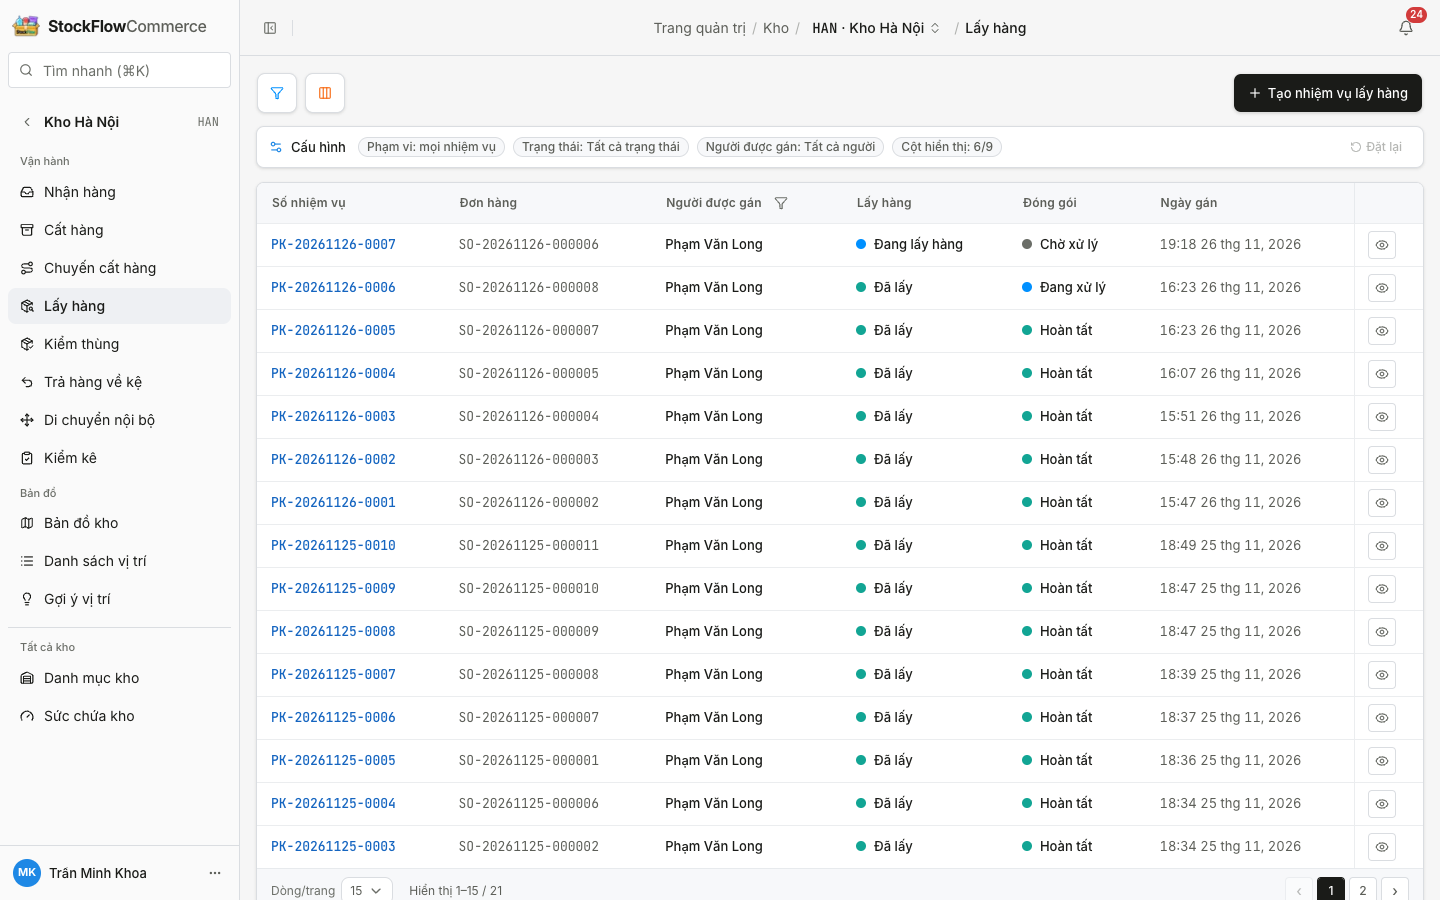 StockFlowCommerce
Tìm nhanh (⌘K)
Kho Hà Nội HAN
Vận hành
Nhận hàng
Cất hàng
Chuyến cất hàng
Lấy hàng
Kiểm thùng
Trả hàng về kệ
Di chuyển nội bộ
Kiểm kê
Bản đồ
Bản đồ kho
Danh sách vị trí
Gợi ý vị trí
Tất cả kho
Danh mục kho
Sức chứa kho
MK Trần Minh Khoa
Trang quản trị / Kho / HAN · Kho Hà Nội / Lấy hàng
24
+ Tạo nhiệm vụ lấy hàng
Cấu hình Phạm vi: mọi nhiệm vụ Trạng thái: Tất cả trạng thái Người được gán: Tất cả người Cột hiển thị: 6/9 Đặt lại
Số nhiệm vụ Đơn hàng Người được gán Lấy hàng Đóng gói Ngày gán
PK-20261126-0007 SO-20261126-000006 Phạm Văn Long Đang lấy hàng Chờ xử lý 19:18 26 thg 11, 2026
PK-20261126-0006 SO-20261126-000008 Phạm Văn Long Đã lấy Đang xử lý 16:23 26 thg 11, 2026
PK-20261126-0005 SO-20261126-000007 Phạm Văn Long Đã lấy Hoàn tất 16:23 26 thg 11, 2026
PK-20261126-0004 SO-20261126-000005 Phạm Văn Long Đã lấy Hoàn tất 16:07 26 thg 11, 2026
PK-20261126-0003 SO-20261126-000004 Phạm Văn Long Đã lấy Hoàn tất 15:51 26 thg 11, 2026
PK-20261126-0002 SO-20261126-000003 Phạm Văn Long Đã lấy Hoàn tất 15:48 26 thg 11, 2026
PK-20261126-0001 SO-20261126-000002 Phạm Văn Long Đã lấy Hoàn tất 15:47 26 thg 11, 2026
PK-20261125-0010 SO-20261125-000011 Phạm Văn Long Đã lấy Hoàn tất 18:49 25 thg 11, 2026
PK-20261125-0009 SO-20261125-000010 Phạm Văn Long Đã lấy Hoàn tất 18:47 25 thg 11, 2026
PK-20261125-0008 SO-20261125-000009 Phạm Văn Long Đã lấy Hoàn tất 18:47 25 thg 11, 2026
PK-20261125-0007 SO-20261125-000008 Phạm Văn Long Đã lấy Hoàn tất 18:39 25 thg 11, 2026
PK-20261125-0006 SO-20261125-000007 Phạm Văn Long Đã lấy Hoàn tất 18:37 25 thg 11, 2026
PK-20261125-0005 SO-20261125-000001 Phạm Văn Long Đã lấy Hoàn tất 18:36 25 thg 11, 2026
PK-20261125-0004 SO-20261125-000006 Phạm Văn Long Đã lấy Hoàn tất 18:34 25 thg 11, 2026
PK-20261125-0003 SO-20261125-000002 Phạm Văn Long Đã lấy Hoàn tất 18:34 25 thg 11, 2026
Dòng/trang 15 Hiển thị 1–15 / 21 ‹ 1 2 ›